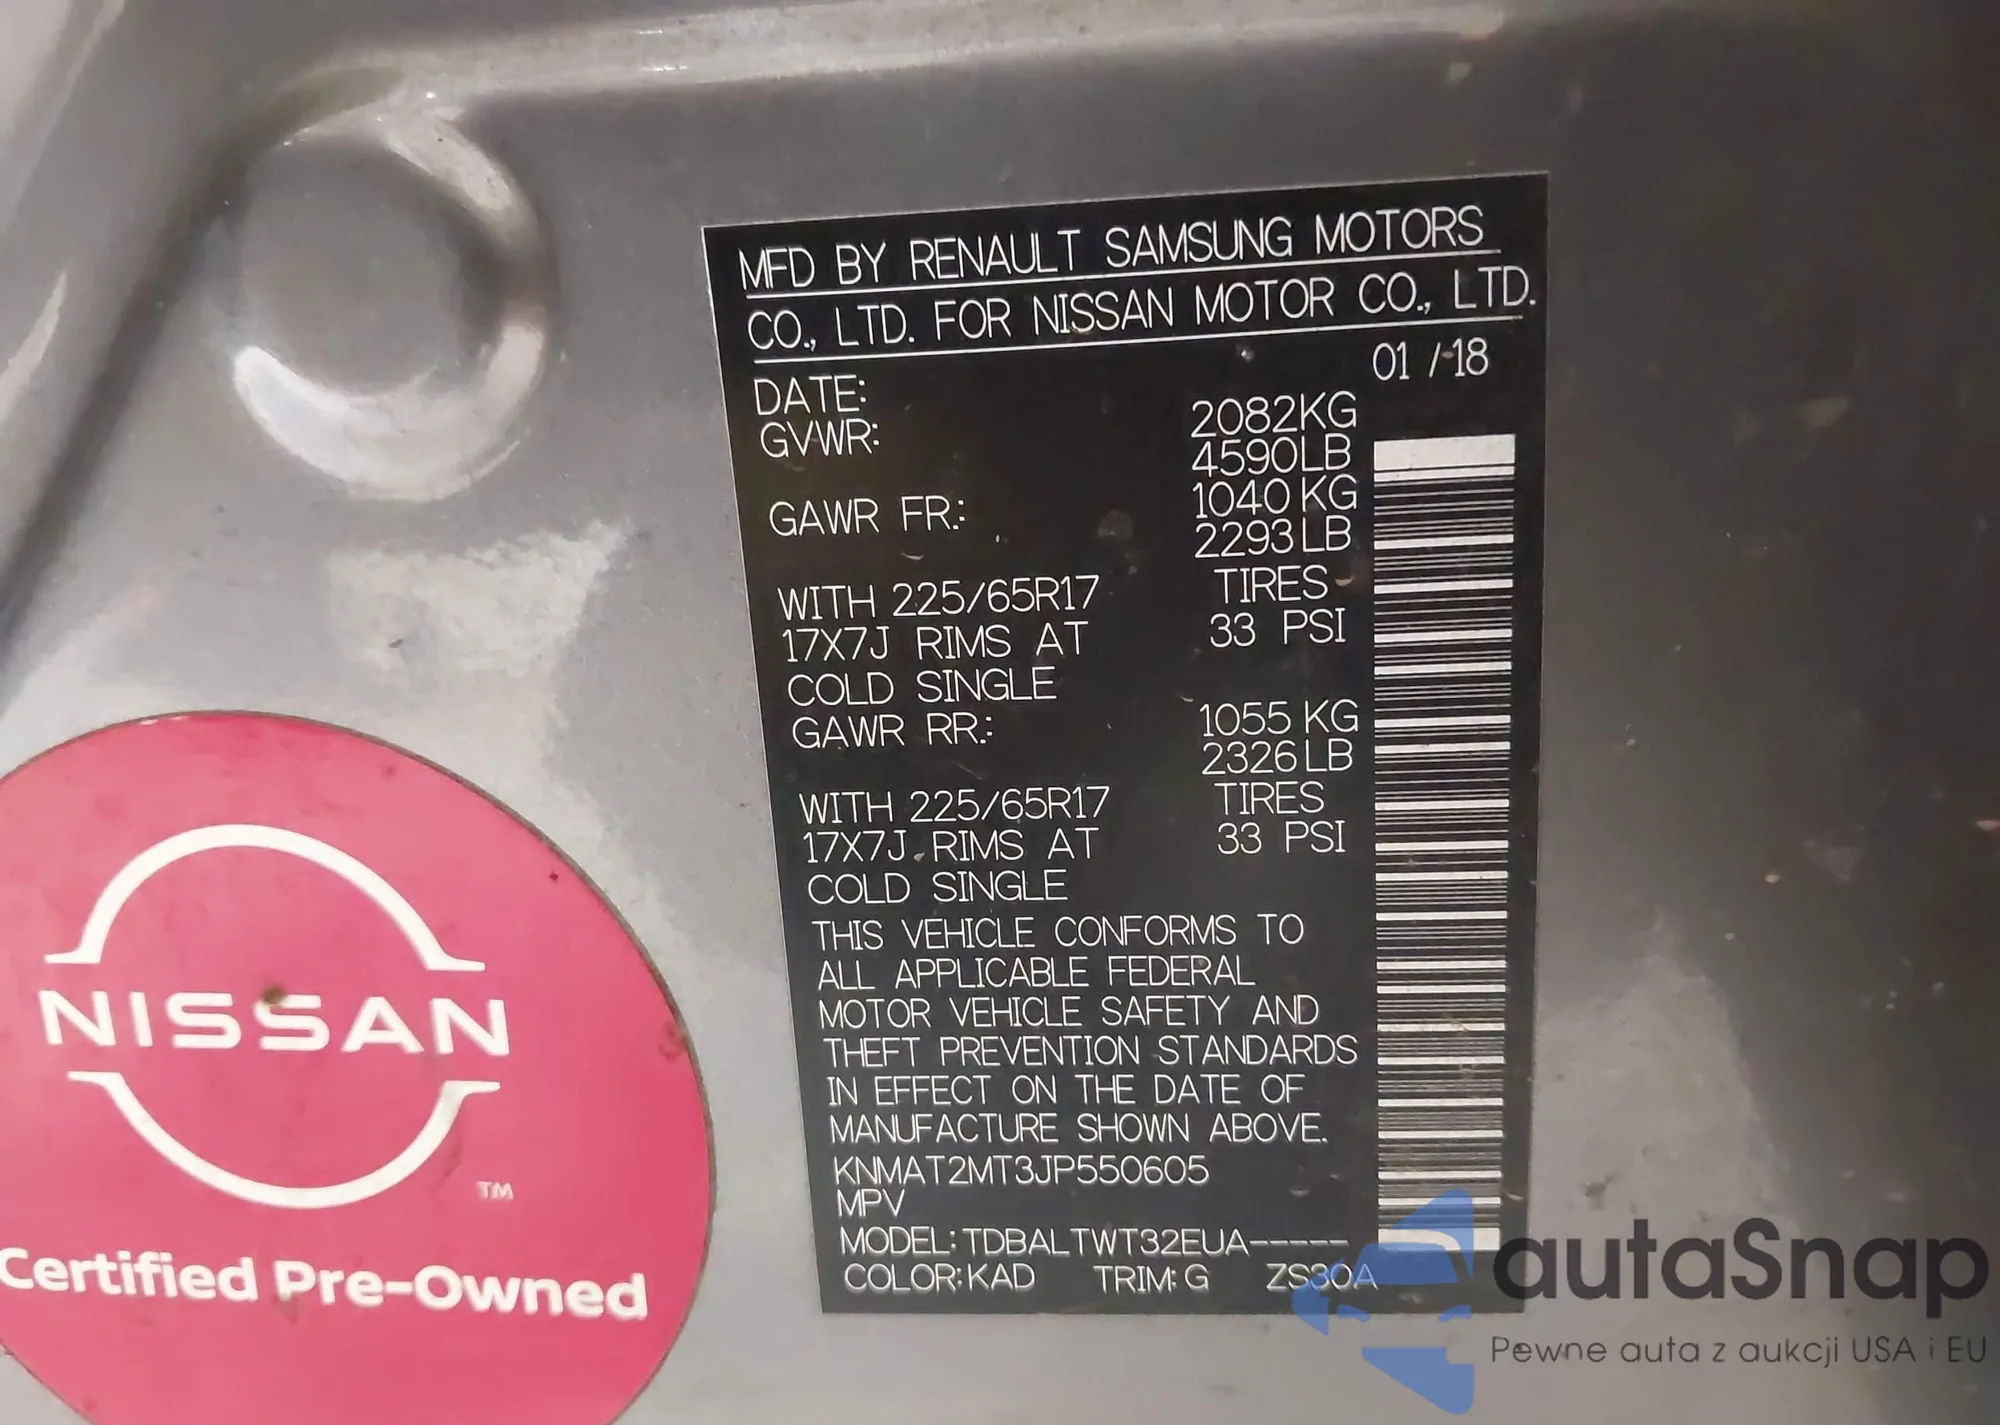 MFD BY RENAULT SAMSUNG MOTORS
CO., LTD. FOR NISSAN MOTOR CO., LTD.
DATE: 01 / 18
GVWR: 2082KG
4590LB
GAWR FR.: 1040 KG
2293LB
WITH 225/65R17 TIRES
17X7J RIMS AT 33 PSI
COLD SINGLE
GAWR RR.: 1055 KG
2326LB
WITH 225/65R17 TIRES
17X7J RIMS AT 33 PSI
COLD SINGLE
THIS VEHICLE CONFORMS TO
ALL APPLICABLE FEDERAL
MOTOR VEHICLE SAFETY AND
THEFT PREVENTION STANDARDS
IN EFFECT ON THE DATE OF
MANUFACTURE SHOWN ABOVE.
KNMAT2MT3JP550605
MPV
MODEL: TDBALTWT32EUA-----
COLOR: KAD TRIM: G ZS30A
NISSAN
TM
Certified Pre-Owned
autaSnap
Pewne auta z aukcji USA i EU